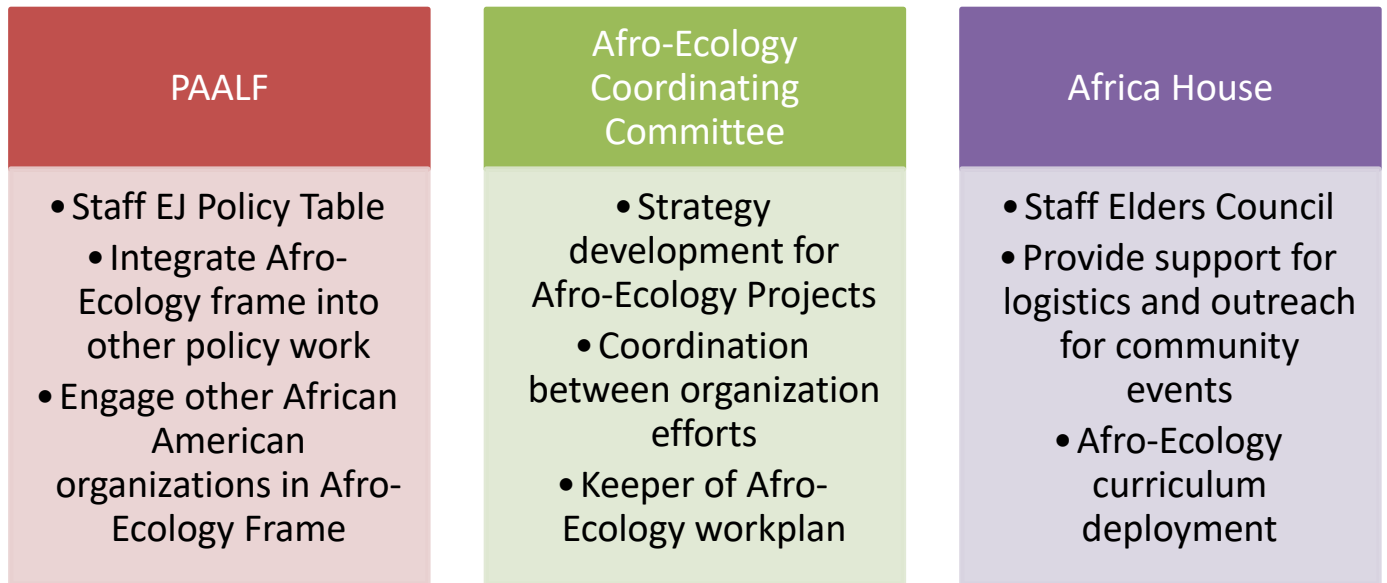 PAALF
• Staff EJ Policy Table
• Integrate Afro-
Ecology frame into
other policy work
• Engage other African
American
organizations in Afro-
Ecology Frame
Afro-Ecology
Coordinating
Committee
• Strategy
development for
Afro-Ecology Projects
• Coordination
between organization
efforts
• Keeper of Afro-
Ecology workplan
Africa House
• Staff Elders Council
• Provide support for
logistics and outreach
for community
events
• Afro-Ecology
curriculum
deployment